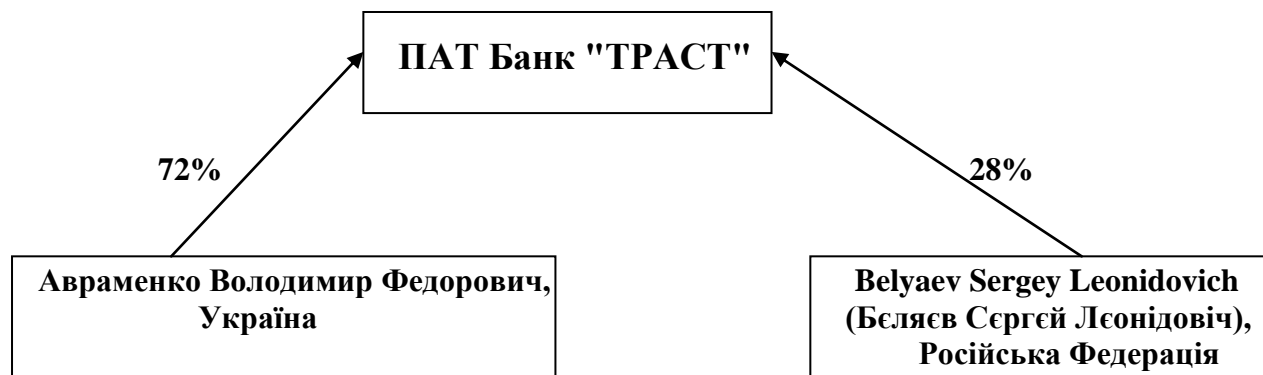 ПАТ Банк "ТРАСТ"
72%
28%
Авраменко Володимир Федорович,
Україна
Belyaev Sergey Leonidovich
(Бєляєв Сєргєй Лєонідовіч),
Російська Федерація